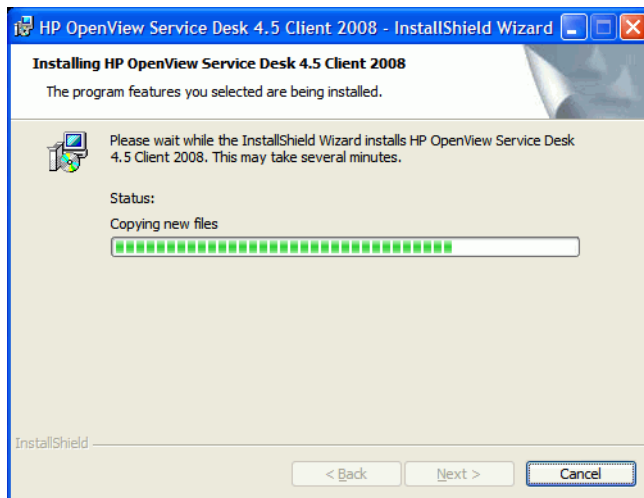 HP OpenView Service Desk 4.5 Client 2008 - InstallShield Wizard
Installing HP OpenView Service Desk 4.5 Client 2008
The program features you selected are being installed.
Please wait while the InstallShield Wizard installs HP OpenView Service Desk
4.5 Client 2008. This may take several minutes.
Status:
Copying new files
InstallShield
< Back Next > Cancel